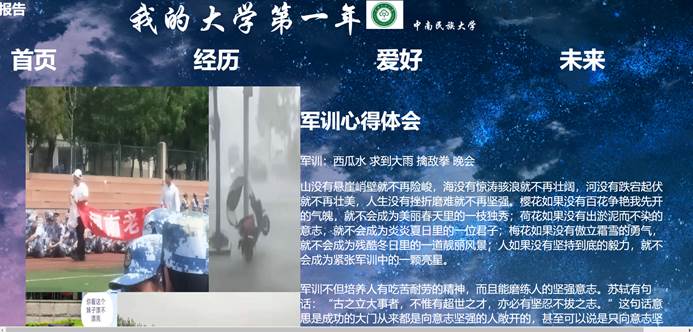 报告
我的大学第一年
中南民族大学
首页 经历 爱好 未来
军训心得体会
军训：西瓜水 求到大雨 擒敌拳 晚会
山没有悬崖峭壁就不再险峻，海没有惊涛骇浪就不再壮阔，河没有跌宕起伏
就不再壮美，人生没有挫折磨难就不再坚强。樱花如果没有百花争艳我先开
的气魄，就不会成为美丽春天里的一枝独秀；荷花如果没有出淤泥而不染的
意志，就不会成为炎炎夏日里的一位君子；梅花如果没有傲立霜雪的勇气，
就不会成为残酷冬日里的一道靓丽风景；人如果没有坚持到底的毅力，就不
会成为紧张军训中的一颗亮星。
军训不但培养人有吃苦耐劳的精神，而且能磨练人的坚强意志。苏轼有句
话：“古之立大事者，不惟有超世之才，亦必有坚忍不拔之志。”这句话意
思是成功的大门从来都是向意志坚强的人敞开的，甚至可以说是只向意志坚
你看这个
妹子漂不
漂亮